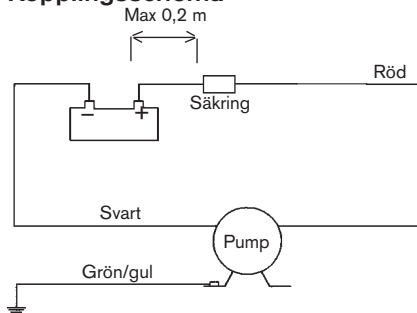 Kopplingsschema
Max 0,2 m
Röd
Säkring
− +
Svart
Pump
Grön/gul